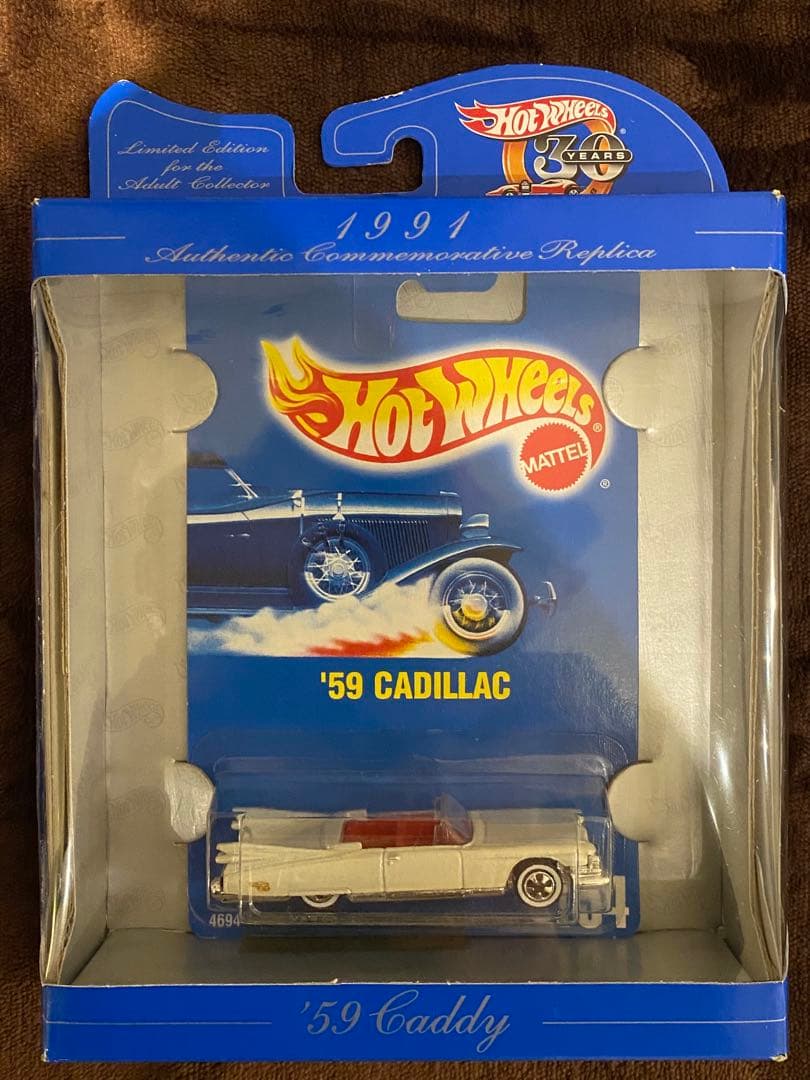 Limited Edition
for the
Adult Collector
HOT WHEELS
®
30
YEARS
1991
Authentic Commemorative Replica
HOT WHEELS
®
MATTEL
®
'59 CADILLAC
4694
'59 Caddy